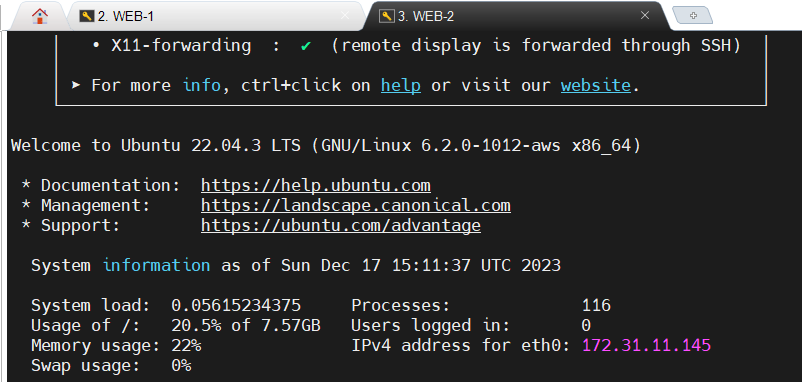 2. WEB-1
3. WEB-2
• X11-forwarding  :  ✔  (remote display is forwarded through SSH)
➤ For more info, ctrl+click on help or visit our website.
Welcome to Ubuntu 22.04.3 LTS (GNU/Linux 6.2.0-1012-aws x86_64)
* Documentation:  https://help.ubuntu.com
* Management:     https://landscape.canonical.com
* Support:        https://ubuntu.com/advantage
System information as of Sun Dec 17 15:11:37 UTC 2023
System load:  0.05615234375     Processes:             116
Usage of /:   20.5% of 7.57GB   Users logged in:       0
Memory usage: 22%               IPv4 address for eth0: 172.31.11.145
Swap usage:   0%